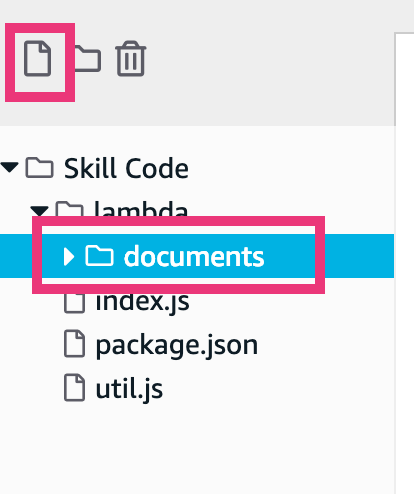 Skill Code
lambda
documents
index.js
package.json
util.js